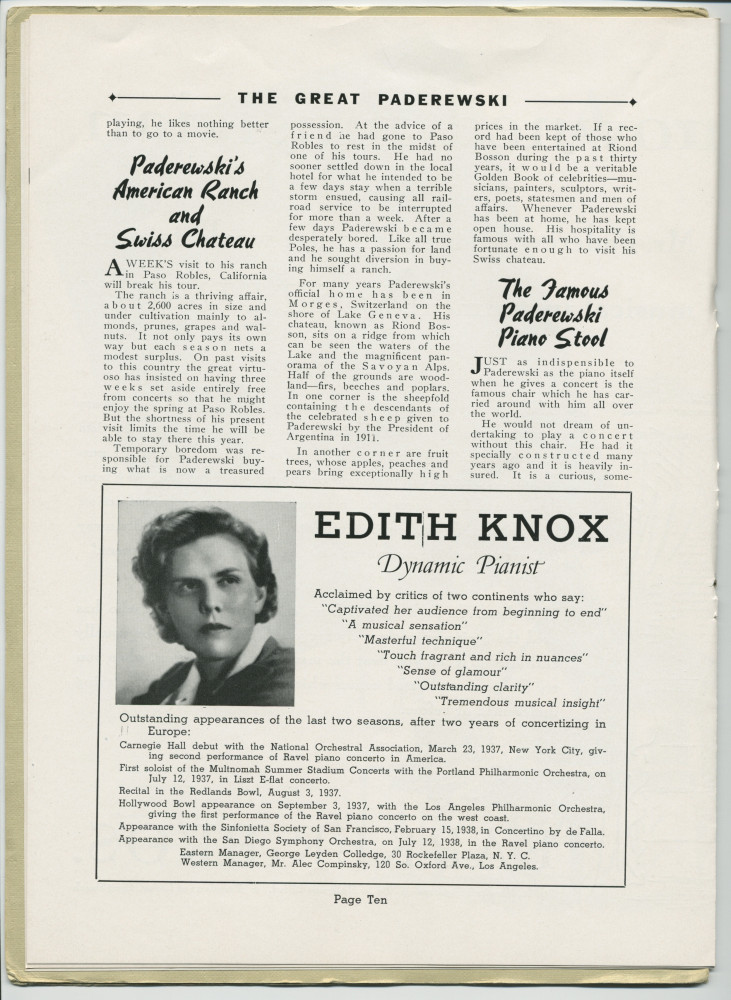 THE GREAT PADEREWSKI
playing, he likes nothing better
than to go to a movie.
Paderewski's
American Ranch
and
Swiss Chateau
A WEEK'S visit to his ranch
in Paso Robles, California
will break his tour.
The ranch is a thriving affair,
about 2,600 acres in size and
under cultivation mainly to al-
monds, prunes, grapes and wal-
nuts. It not only pays its own
way but each season nets a
modest surplus. On past visits
to this country the great virtu-
oso has insisted on having three
weeks set aside entirely free
from concerts so that he might
enjoy the spring at Paso Robles.
But the shortness of his present
visit limits the time he will be
able to stay there this year.
Temporary boredom was re-
sponsible for Paderewski buy-
ing what is now a treasured
possession. At the advice of a
friend he had gone to Paso
Robles to rest in the midst of
one of his tours. He had no
sooner settled down in the local
hotel for what he intended to be
a few days stay when a terrible
storm ensued, causing all rail-
road service to be interrupted
for more than a week. After a
few days Paderewski became
desperately bored. Like all true
Poles, he has a passion for land
and he sought diversion in buy-
ing himself a ranch.
For many years Paderewski's
official home has been in
Morges, Switzerland on the
shore of Lake Geneva. His
chateau, known as Riond Bos-
son, sits on a ridge from which
can be seen the waters of the
Lake and the magnificent pan-
orama of the Savoyan Alps.
Half of the grounds are wood-
land—firs, beeches and poplars.
In one corner is the sheepfold
containing the descendants of
the celebrated sheep given to
Paderewski by the President of
Argentina in 1911.
In another corner are fruit
trees, whose apples, peaches and
pears bring exceptionally high
prices in the market. If a rec-
ord had been kept of those who
have been entertained at Riond
Bosson during the past thirty
years, it would be a veritable
Golden Book of celebrities—mu-
sicians, painters, sculptors, writ-
ers, poets, statesmen and men of
affairs. Whenever Paderewski
has been at home, he has kept
open house. His hospitality is
famous with all who have been
fortunate enough to visit his
Swiss chateau.
The Famous
Paderewski
Piano Stool
JUST as indispensible to
Paderewski as the piano itself
when he gives a concert is the
famous chair which he has car-
ried around with him all over
the world.
He would not dream of un-
dertaking to play a concert
without this chair. He had it
specially constructed many
years ago and it is heavily in-
sured. It is a curious, some-
EDITH KNOX
Dynamic Pianist
Acclaimed by critics of two continents who say:
"Captivated her audience from beginning to end"
"A musical sensation"
"Masterful technique"
"Touch fragrant and rich in nuances"
"Sense of glamour"
"Outstanding clarity"
"Tremendous musical insight"
Outstanding appearances of the last two seasons, after two years of concertizing in
Europe:
Carnegie Hall debut with the National Orchestral Association, March 23, 1937, New York City, giv-
ing second performance of Ravel piano concerto in America.
First soloist of the Multnomah Summer Stadium Concerts with the Portland Philharmonic Orchestra, on
July 12, 1937, in Liszt E-flat concerto.
Recital in the Redlands Bowl, August 3, 1937.
Hollywood Bowl appearance on September 3, 1937, with the Los Angeles Philharmonic Orchestra,
giving the first performance of the Ravel piano concerto on the west coast.
Appearance with the Sinfonietta Society of San Francisco, February 15, 1938, in Concertino by de Falla.
Appearance with the San Diego Symphony Orchestra, on July 12, 1938, in the Ravel piano concerto.
Eastern Manager, George Leyden Colledge, 30 Rockefeller Plaza, N. Y. C.
Western Manager, Mr. Alec Compinsky, 120 So. Oxford Ave., Los Angeles.
Page Ten